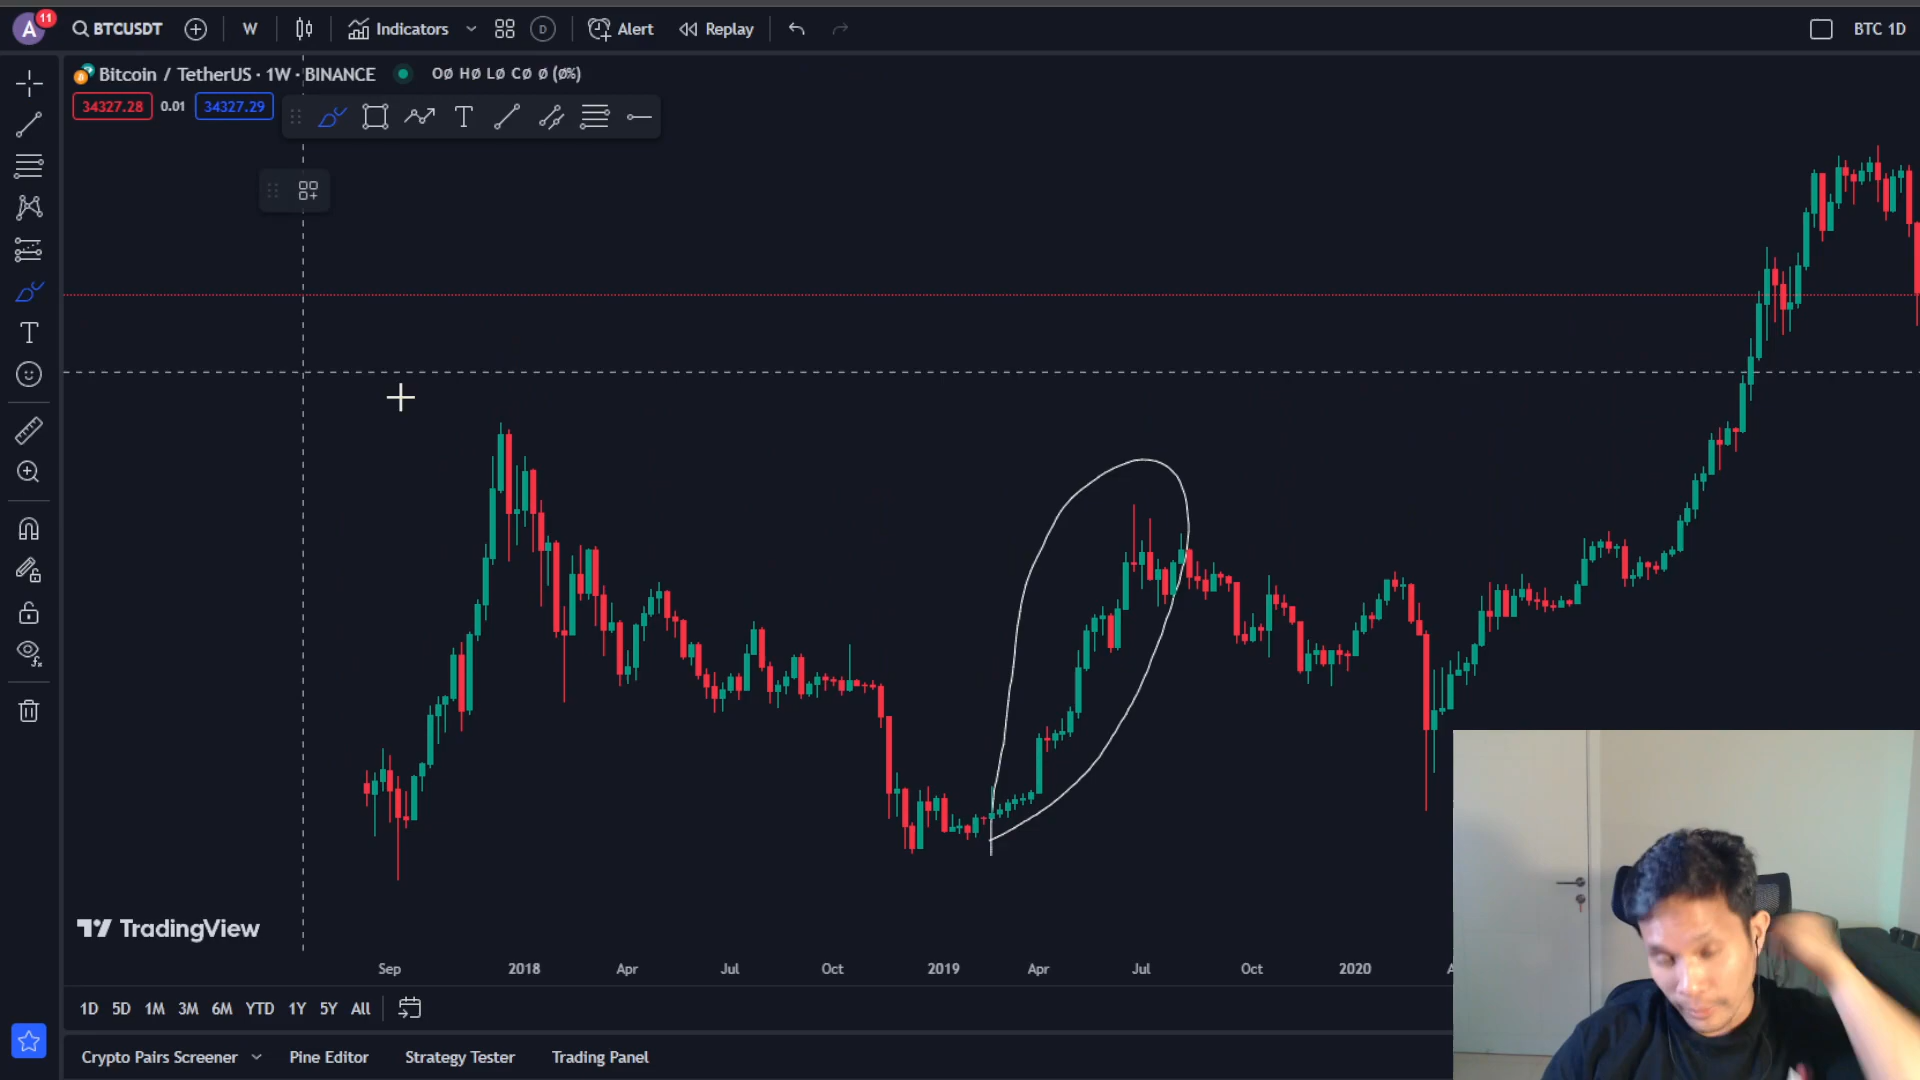 A 11 BTCUSDT W Indicators D Alert Replay BTC 1D
Bitcoin / TetherUS · 1W · BINANCE OØ HØ LØ CØ Ø (Ø%)
34327.28 0.01 34327.29 T
T
TradingView
Sep 2018 Apr Jul Oct 2019 Apr Jul Oct 2020
1D 5D 1M 3M 6M YTD 1Y 5Y All
Crypto Pairs Screener Pine Editor Strategy Tester Trading Panel